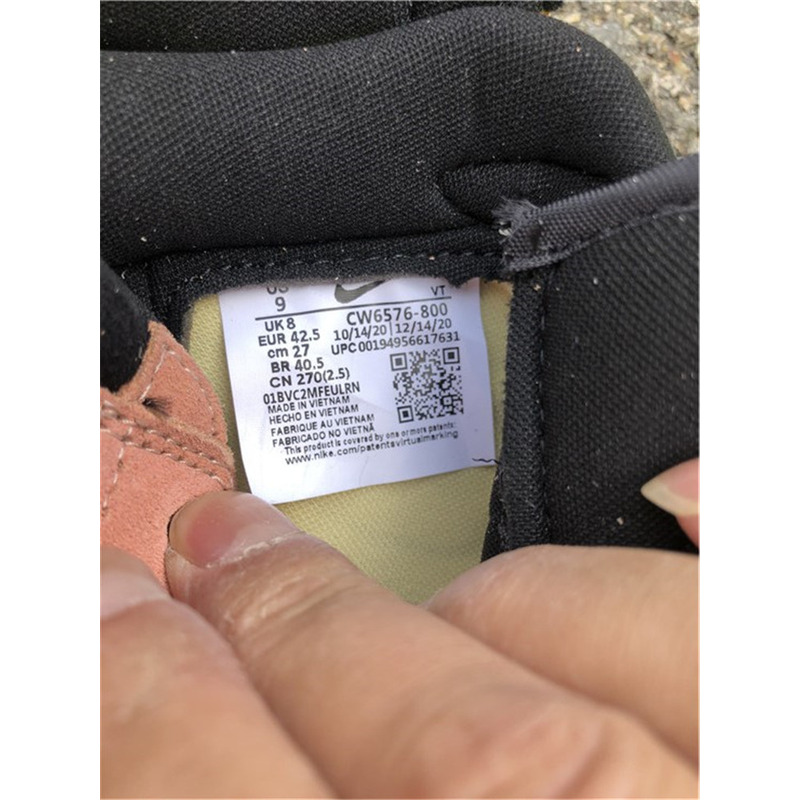 US
9
VT
UK 8
CW6576-800
EUR 42.5
10/14/20 12/14/20
cm 27
UPC00194956617631
BR 40.5
CN 270(2.5)
01BVC2MFEULRN
MADE IN VIETNAM
HECHO EN VIETNAM
FABRIQUE AU VIETNAM
FABRICADO NO VIETNÃ
This product is covered by one or more patents:
www.nike.com/patentsvirtualmarking